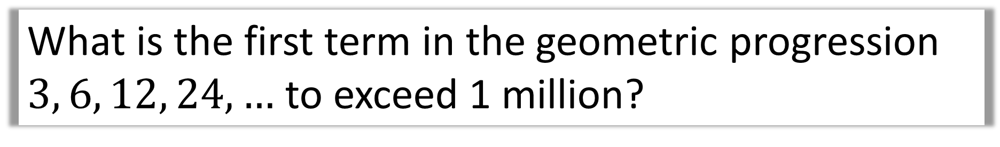 What is the first term in the geometric progression
3, 6, 12, 24, … to exceed 1 million?